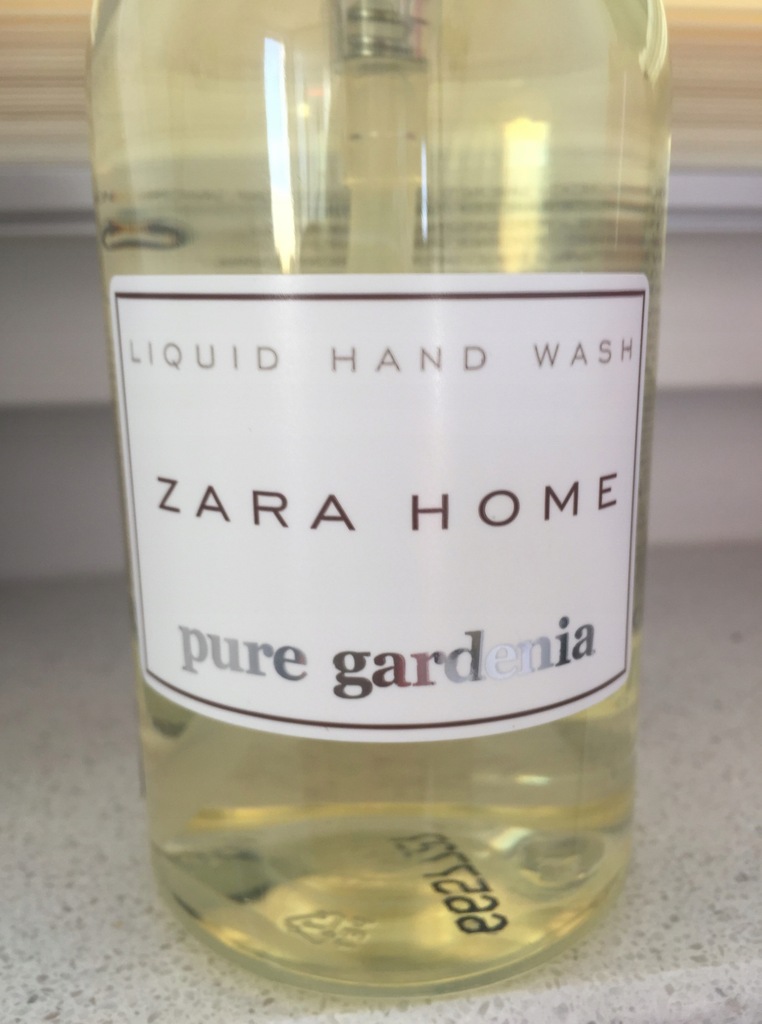 LIQUID HAND WASH
ZARA HOME
pure gardenia